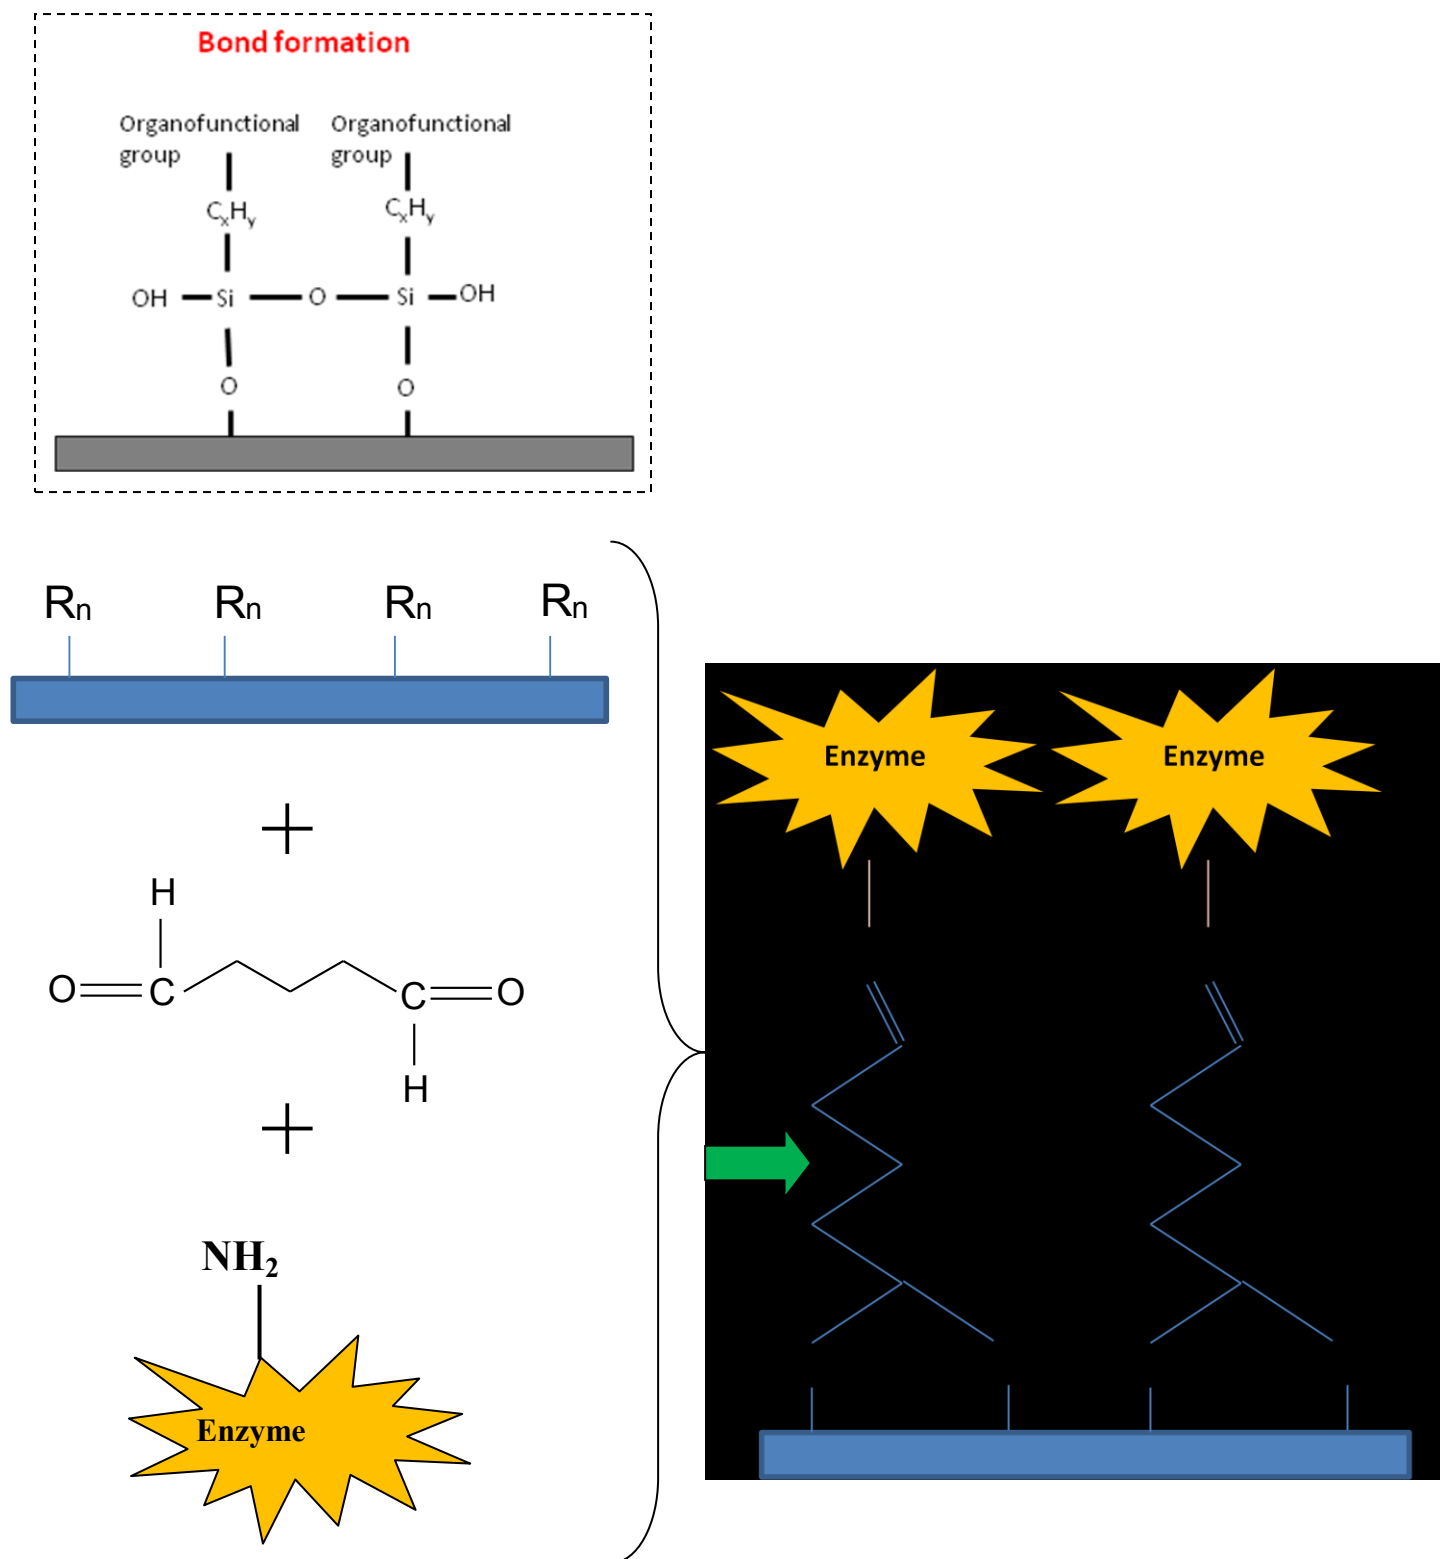 Bond formation
Organofunctional Organofunctional
group group
CxHy CxHy
OH Si O Si OH
O O
Rn Rn Rn Rn
H
O C C O
H
NH2
Enzyme
Enzyme Enzyme